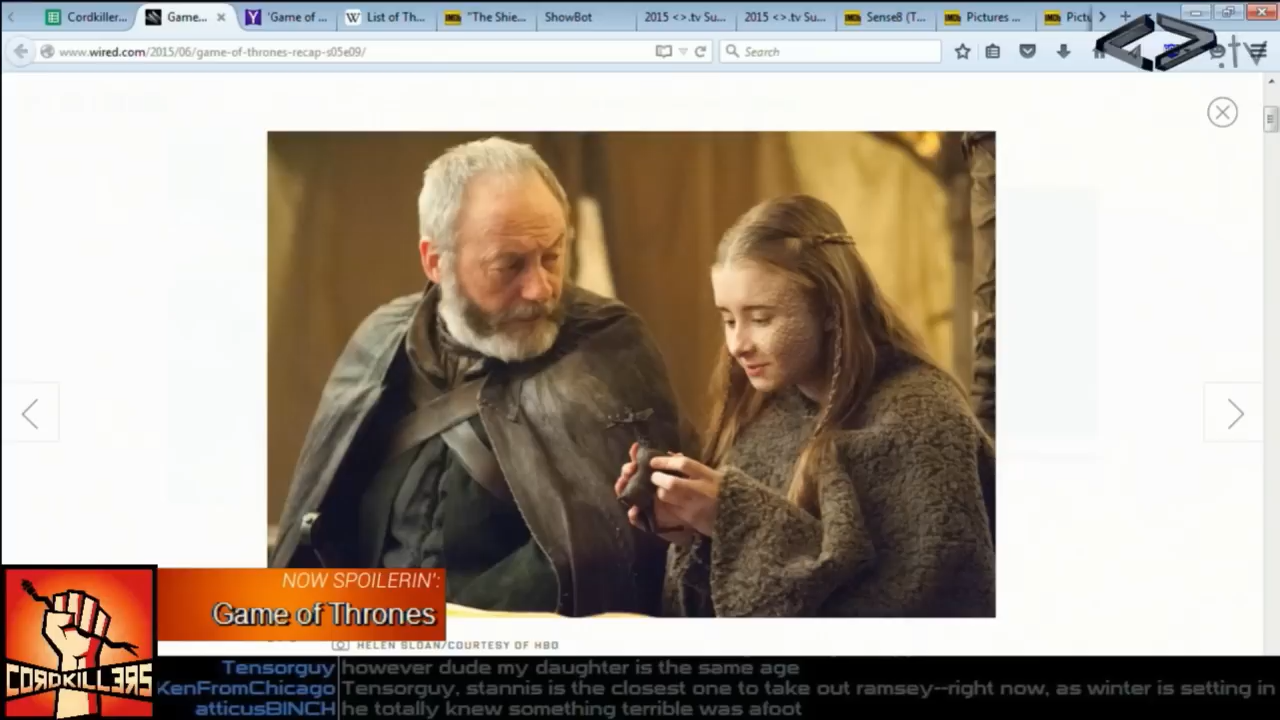 Cordkiller...
Game...
'Game of ...
List of Th...
"The Shie...
ShowBot
2015 <>.tv Su...
2015 <>.tv Su...
Sense8 (T...
Pictures ...
Pictu
www.wired.com/2015/06/game-of-thrones-recap-s05e09/
Search
.tv
NOW SPOILERIN':
Game of Thrones
HELEN SLOAN/COURTESY OF HBO
CORDKILL3RS
Tensorguy however dude my daughter is the same age
KenFromChicago Tensorguy, stannis is the closest one to take out ramsey--right now, as winter is setting in
atticusBINCH he totally knew something terrible was afoot